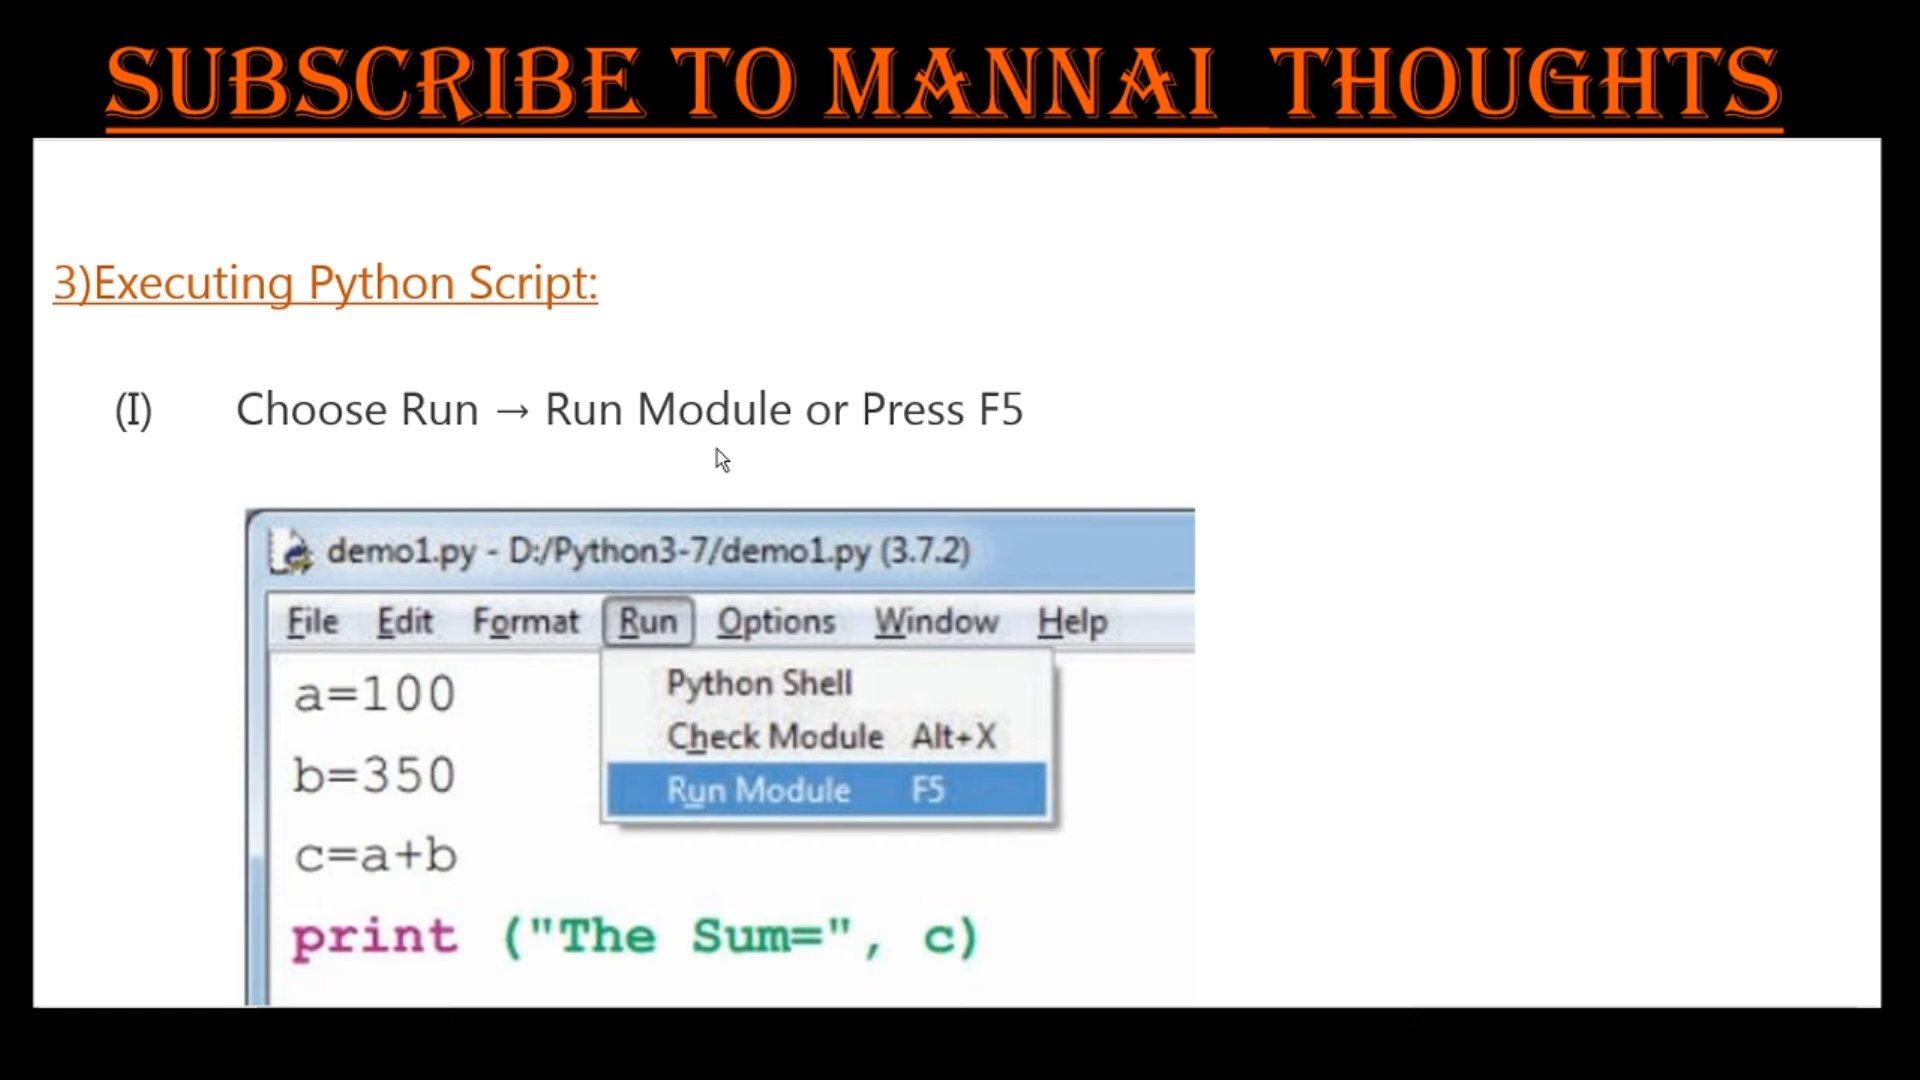 SUBSCRIBE TO MANNAI THOUGHTS
3)Executing Python Script:
(I) Choose Run → Run Module or Press F5
demo1.py - D:/Python3-7/demo1.py (3.7.2)
File Edit Format Run Options Window Help
Python Shell
Check Module Alt+X
Run Module F5
a=100
b=350
c=a+b
print ("The Sum=", c)